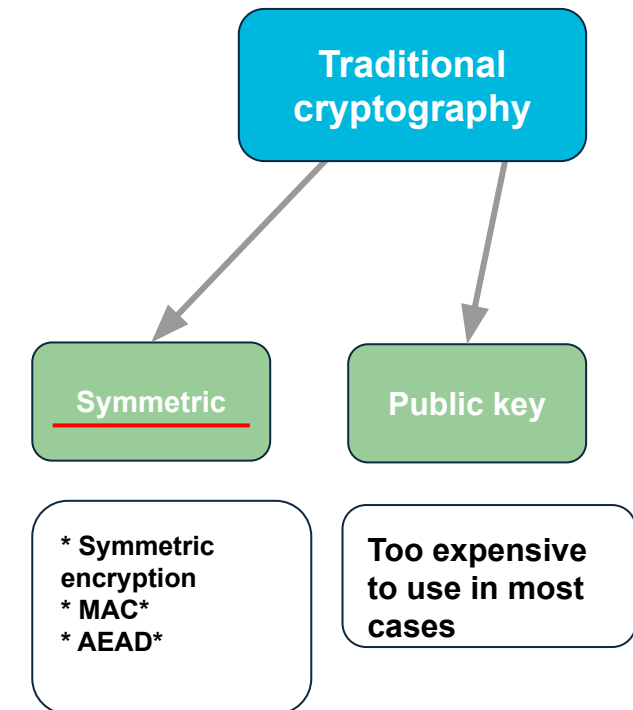 Traditional
cryptography
Symmetric
Public key
* Symmetric
encryption
* MAC*
* AEAD*
Too expensive
to use in most
cases